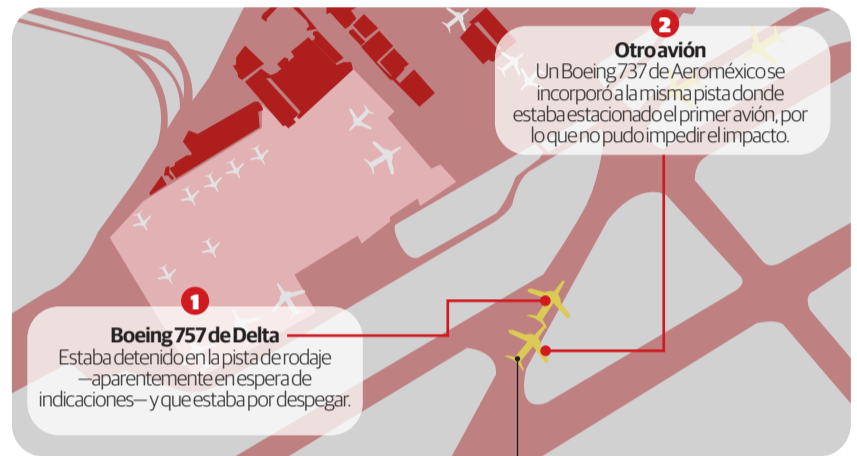 1
Boeing 757 de Delta
Estaba detenido en la pista de rodaje
—aparentemente en espera de
indicaciones— y que estaba por despegar.
2
Otro avión
Un Boeing 737 de Aeroméxico se
incorporó a la misma pista donde
estaba estacionado el primer avión, por
lo que no pudo impedir el impacto.